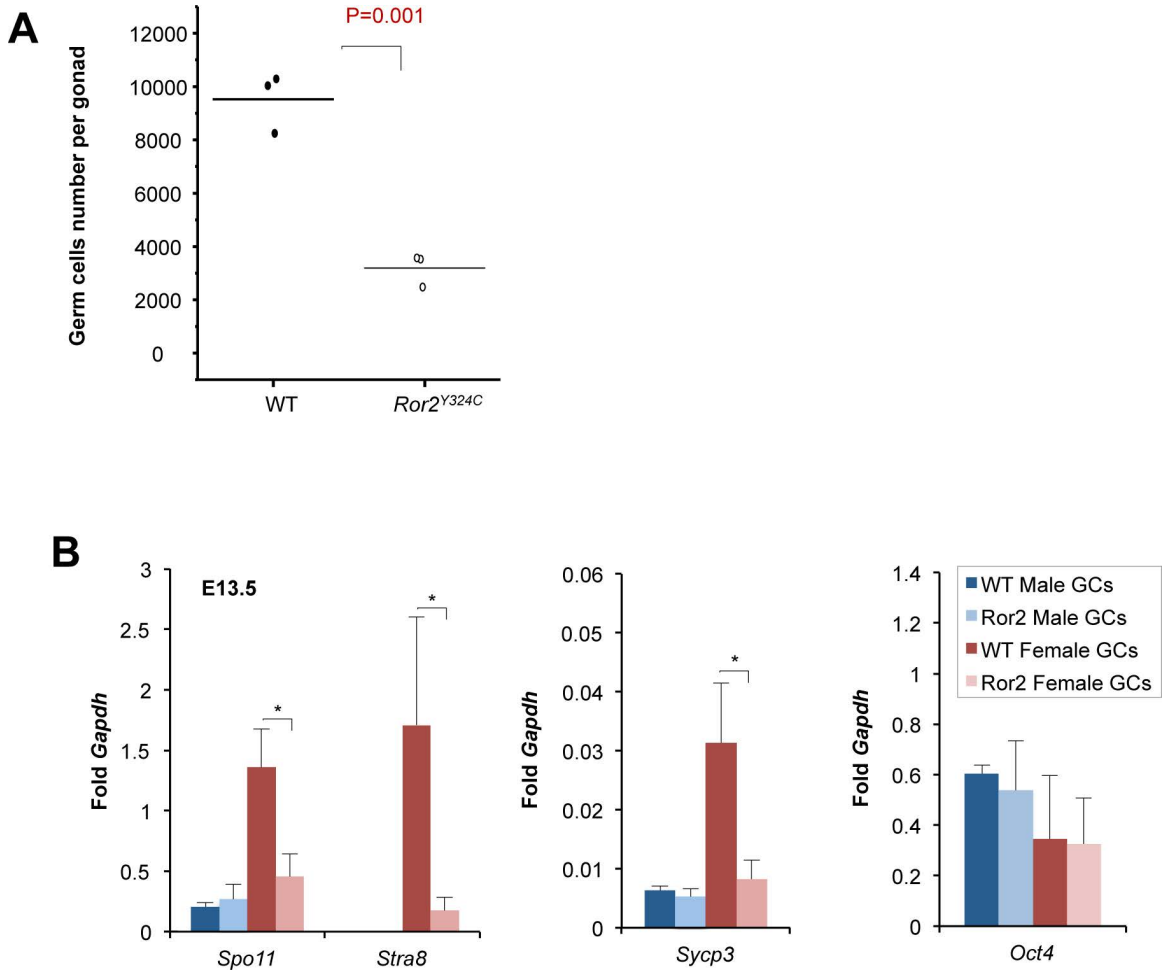 A
P=0.001
Germ cells number per gonad
12000
10000
8000
6000
4000
2000
0
WT
Ror2Y324C
B
E13.5
Fold Gapdh
3
2.5
2
1.5
1
0.5
0
*
*
Spo11
Stra8
Fold Gapdh
0.06
0.05
0.04
0.03
0.02
0.01
0
*
Sycp3
Fold Gapdh
1.4
1.2
1
0.8
0.6
0.4
0.2
0
Oct4
WT Male GCs
Ror2 Male GCs
WT Female GCs
Ror2 Female GCs